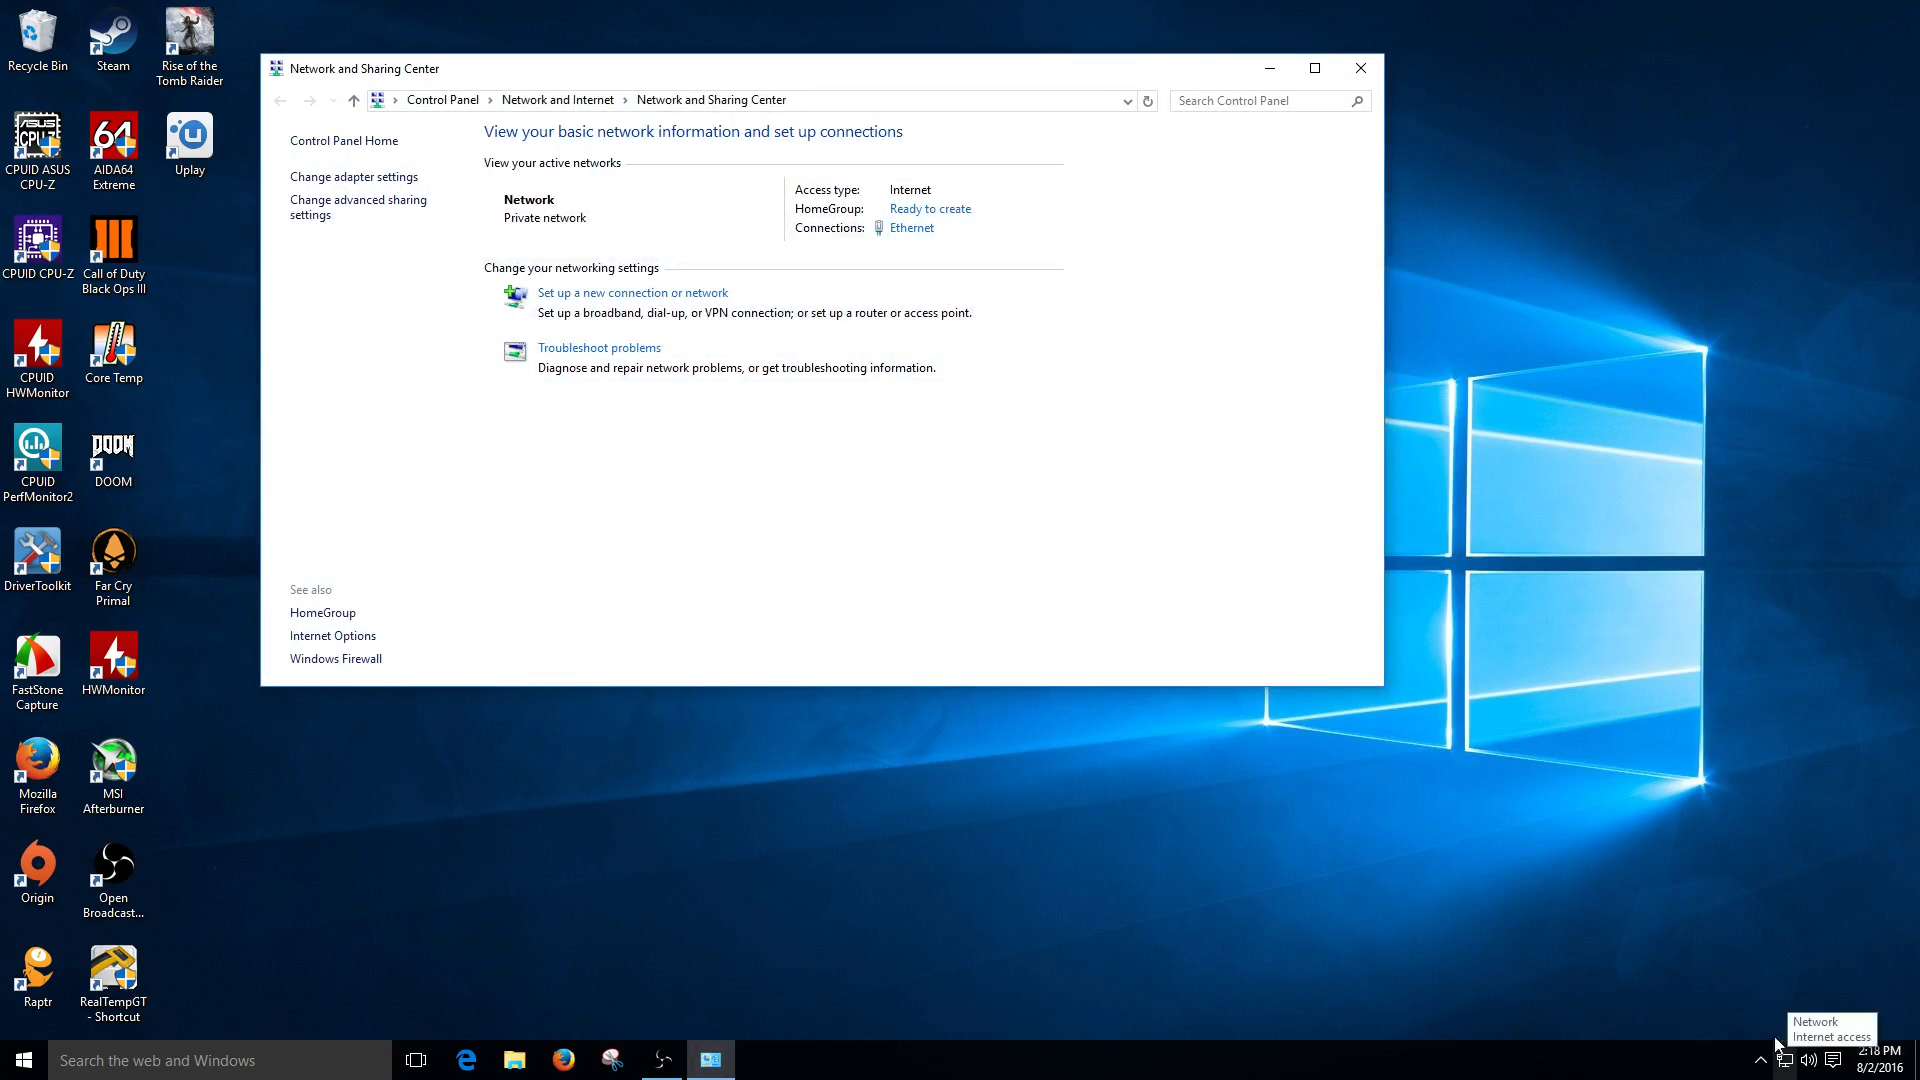 Recycle Bin
Steam
Rise of the
Tomb Raider
ASUS
CPU-Z
CPUID ASUS
CPU-Z
64
AIDA64
Extreme
Uplay
CPUID CPU-Z
Call of Duty
Black Ops III
CPUID
HWMonitor
Core Temp
CPUID
PerfMonitor2
DOOM
DOOM
DriverToolkit
Far Cry
Primal
FastStone
Capture
HWMonitor
Mozilla
Firefox
MSI
Afterburner
Origin
Open
Broadcast...
Raptr
RealTempGT
- Shortcut
Network and Sharing Center
Control Panel
Network and Internet
Network and Sharing Center
Search Control Panel
Control Panel Home
Change adapter settings
Change advanced sharing
settings
View your basic network information and set up connections
View your active networks
Network
Private network
Access type: Internet
HomeGroup: Ready to create
Connections: Ethernet
Change your networking settings
Set up a new connection or network
Set up a broadband, dial-up, or VPN connection; or set up a router or access point.
Troubleshoot problems
Diagnose and repair network problems, or get troubleshooting information.
See also
HomeGroup
Internet Options
Windows Firewall
Network
Internet access
Search the web and Windows
2:18 PM
8/2/2016